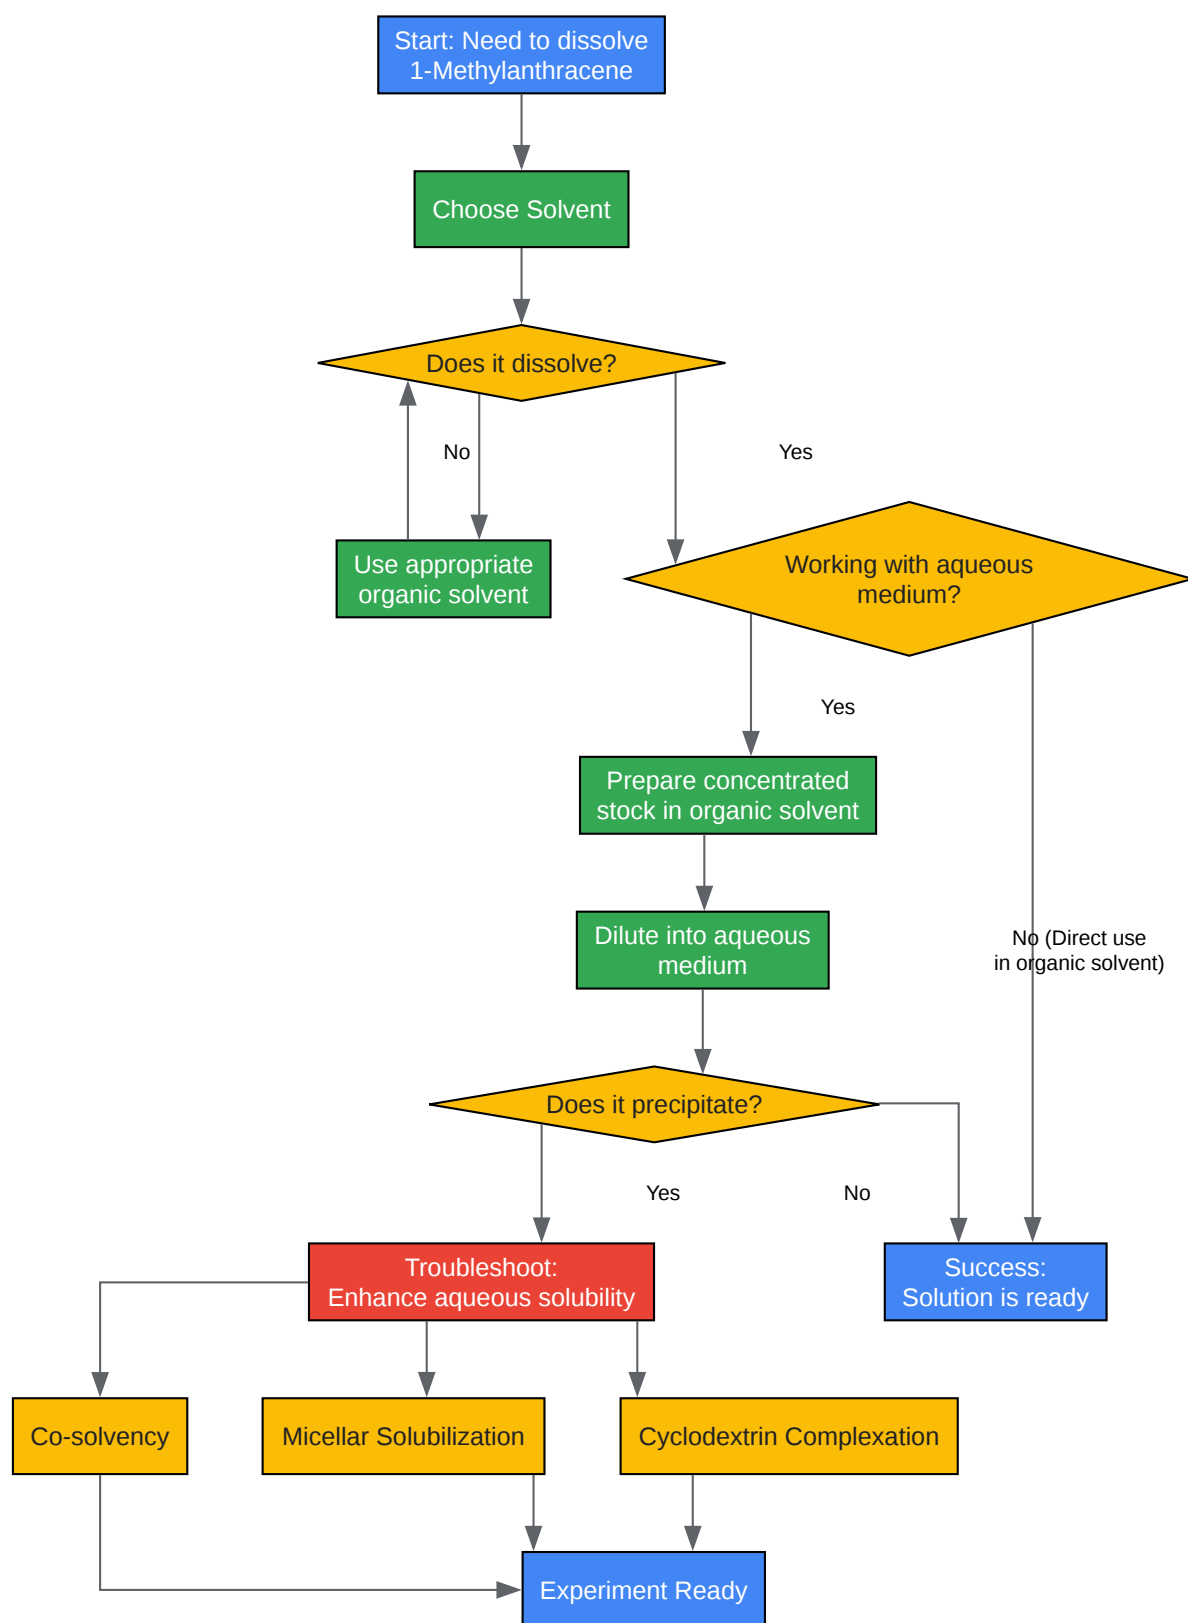 Start: Need to dissolve
1-Methylanthracene
Choose Solvent
Does it dissolve?
No
Yes
Use appropriate
organic solvent
Working with aqueous
medium?
Yes
Prepare concentrated
stock in organic solvent
Dilute into aqueous
medium
No (Direct use
in organic solvent)
Does it precipitate?
Yes
No
Troubleshoot:
Enhance aqueous solubility
Success:
Solution is ready
Co-solvency
Micellar Solubilization
Cyclodextrin Complexation
Experiment Ready